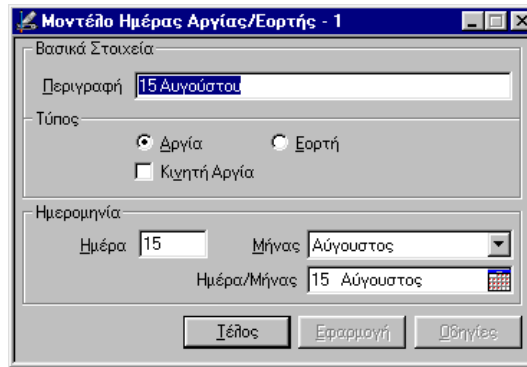 Μοντέλο Ημέρας Αργίας/Εορτής - 1
Βασικά Στοιχεία
Περιγραφή 15 Αυγούστου
Τύπος
Αργία Εορτή
Κινητή Αργία
Ημερομηνία
Ημέρα 15 Μήνας Αύγουστος
Ημέρα/Μήνας 15 Αύγουστος
Τέλος Εφαρμογή Οδηγίες